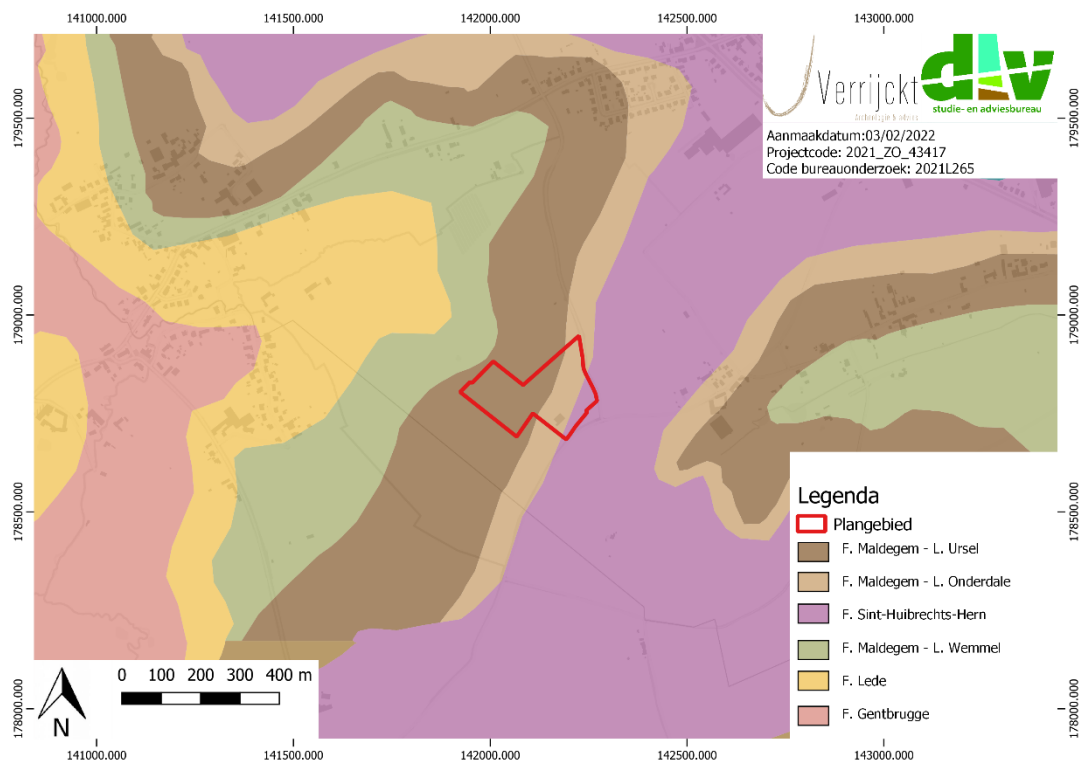 141000.000 141500.000 142000.000 142500.000 143000.000
179500.000
179000.000
178500.000
178000.000
Verrijckt
Archeologie & advies
dlv
studie- en adviesbureau
Aanmaakdatum:03/02/2022
Projectcode: 2021_ZO_43417
Code bureauonderzoek: 2021L265
179500.000
179000.000
178500.000
178000.000
Legenda
Plangebied
F. Maldegem - L. Ursel
F. Maldegem - L. Onderdale
F. Sint-Huibrechts-Hern
F. Maldegem - L. Wemmel
F. Lede
F. Gentbrugge
0 100 200 300 400 m
N
141000.000 141500.000 142000.000 142500.000 143000.000